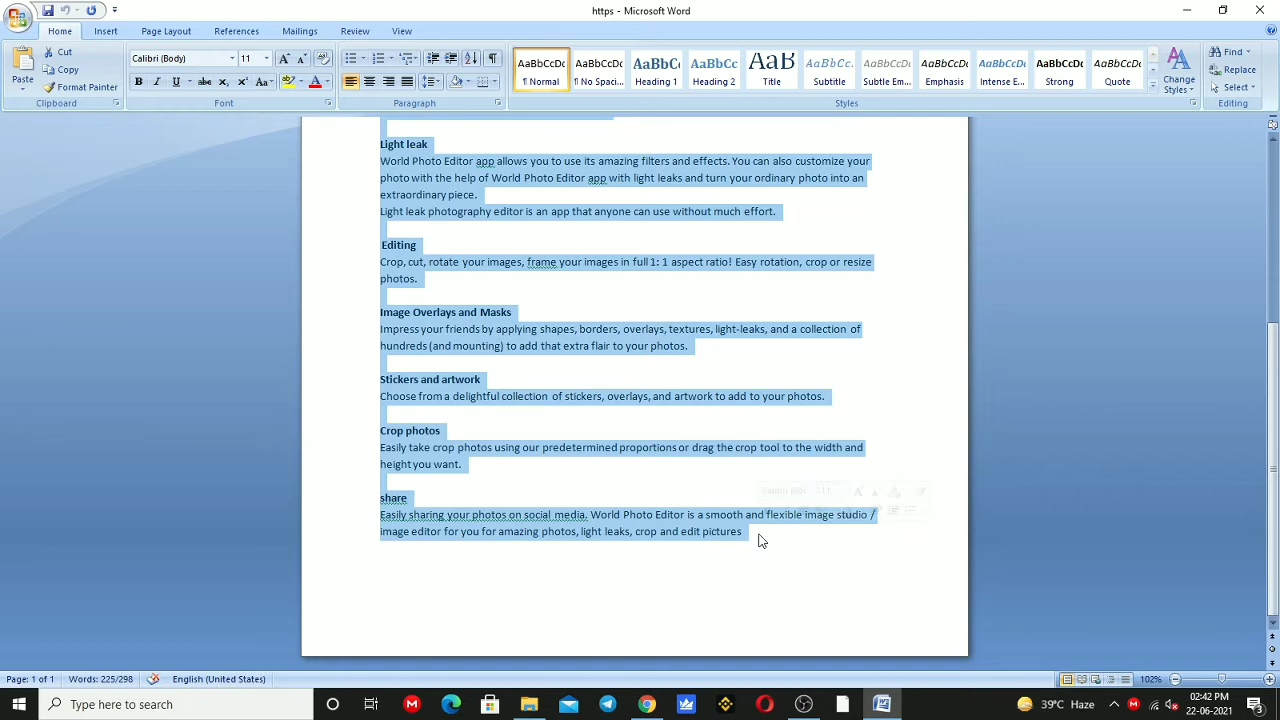 https - Microsoft Word
Home
Insert
Page Layout
References
Mailings
Review
View
Paste
Cut
Copy
Format Painter
Clipboard
Calibri (Body)
11
Font
Paragraph
AaBbCcDc
¶ Normal
AaBbCcDc
¶ No Spaci...
AaBbCc
Heading 1
AaBbCc
Heading 2
AaB
Title
AaBbCc.
Subtitle
AaBbCcDc
Subtle Em...
AaBbCcDc
Emphasis
AaBbCcDc
Intense E...
AaBbCcDc
Strong
AaBbCcDc
Quote
Change
Styles
Styles
Find
Replace
Select
Editing
Light leak
World Photo Editor app allows you to use its amazing filters and effects. You can also customize your
photo with the help of World Photo Editor app with light leaks and turn your ordinary photo into an
extraordinary piece.
Light leak photography editor is an app that anyone can use without much effort.
Editing
Crop, cut, rotate your images, frame your images in full 1: 1 aspect ratio! Easy rotation, crop or resize
photos.
Image Overlays and Masks
Impress your friends by applying shapes, borders, overlays, textures, light-leaks, and a collection of
hundreds (and mounting) to add that extra flair to your photos.
Stickers and artwork
Choose from a delightful collection of stickers, overlays, and artwork to add to your photos.
Crop photos
Easily take crop photos using our predetermined proportions or drag the crop tool to the width and
height you want.
share
Easily sharing your photos on social media. World Photo Editor is a smooth and flexible image studio /
image editor for you for amazing photos, light leaks, crop and edit pictures
Page: 1 of 1
Words: 225/298
English (United States)
102%
Type here to search
39°C Haze
02:42 PM
22-06-2021